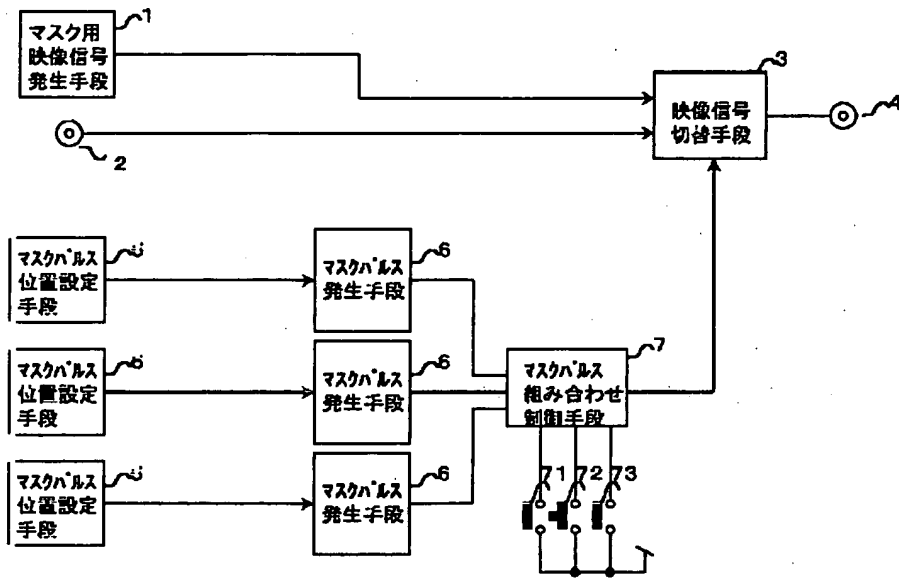 1
マスク用
映像信号
発生手段
2
3
映像信号
切替手段
4
マスクパルス
位置設定
手段
5
マスクパルス
発生手段
6
マスクパルス
位置設定
手段
5
マスクパルス
発生手段
6
マスクパルス
組み合わせ
制御手段
7
マスクパルス
位置設定
手段
5
マスクパルス
発生手段
6
71
72
73